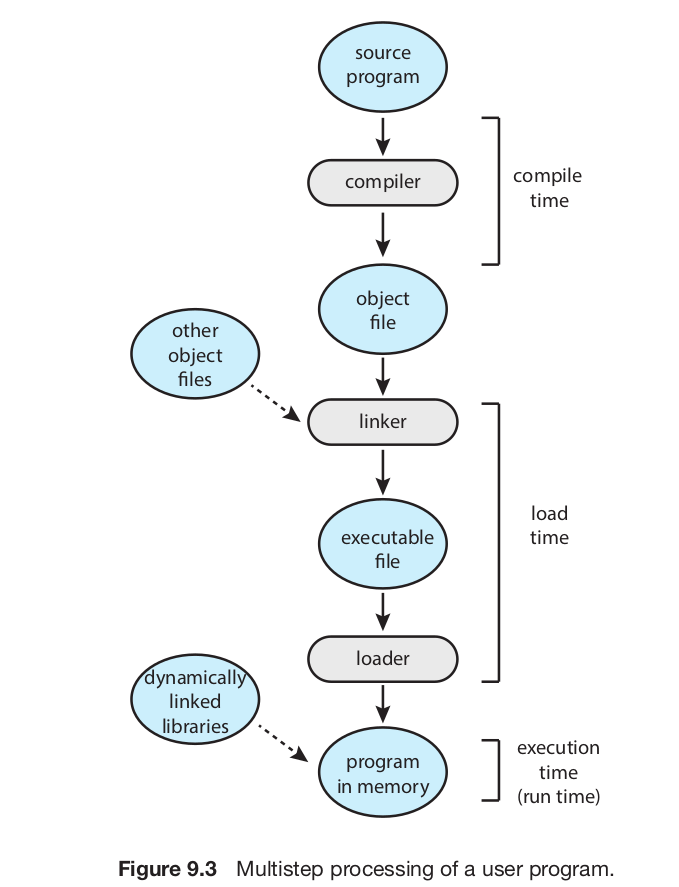 source
program
compiler
compile
time
object
file
other
object
files
linker
load
time
executable
file
loader
dynamically
linked
libraries
program
in memory
execution
time
(run time)
Figure 9.3 Multistep processing of a user program.